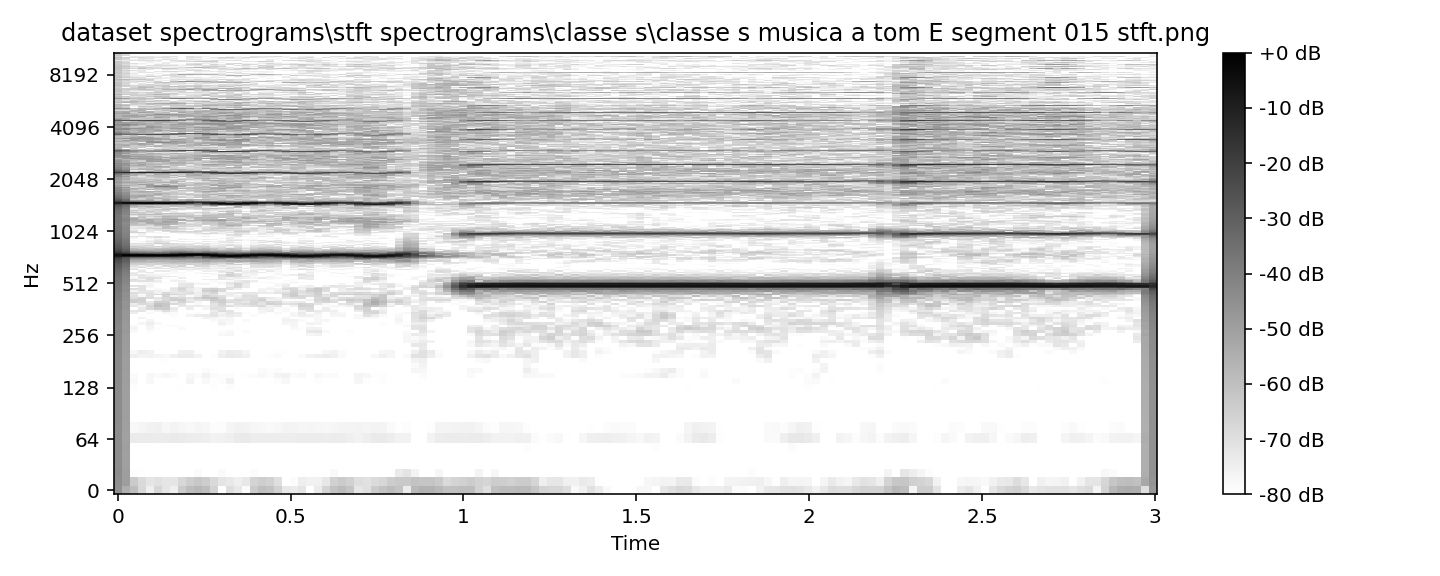 dataset spectrograms\stft spectrograms\classe s\classe s musica a tom E segment 015 stft.png
8192
4096
2048
1024
512
256
128
64
0
Hz
0
0.5
1
1.5
2
2.5
3
Time
+0 dB
-10 dB
-20 dB
-30 dB
-40 dB
-50 dB
-60 dB
-70 dB
-80 dB